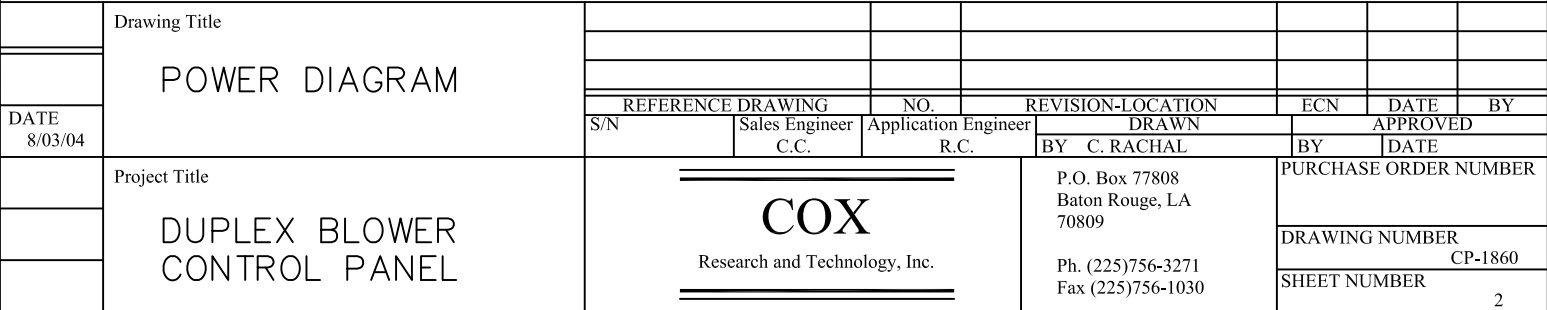 Drawing Title
POWER DIAGRAM
DATE
8/03/04
REFERENCE DRAWING NO. REVISION-LOCATION ECN DATE BY
S/N Sales Engineer Application Engineer DRAWN APPROVED
C.C. R.C. BY C. RACHAL BY DATE
Project Title
DUPLEX BLOWER
CONTROL PANEL
COX
Research and Technology, Inc.
P.O. Box 77808
Baton Rouge, LA
70809
Ph. (225)756-3271
Fax (225)756-1030
PURCHASE ORDER NUMBER
DRAWING NUMBER
CP-1860
SHEET NUMBER
2